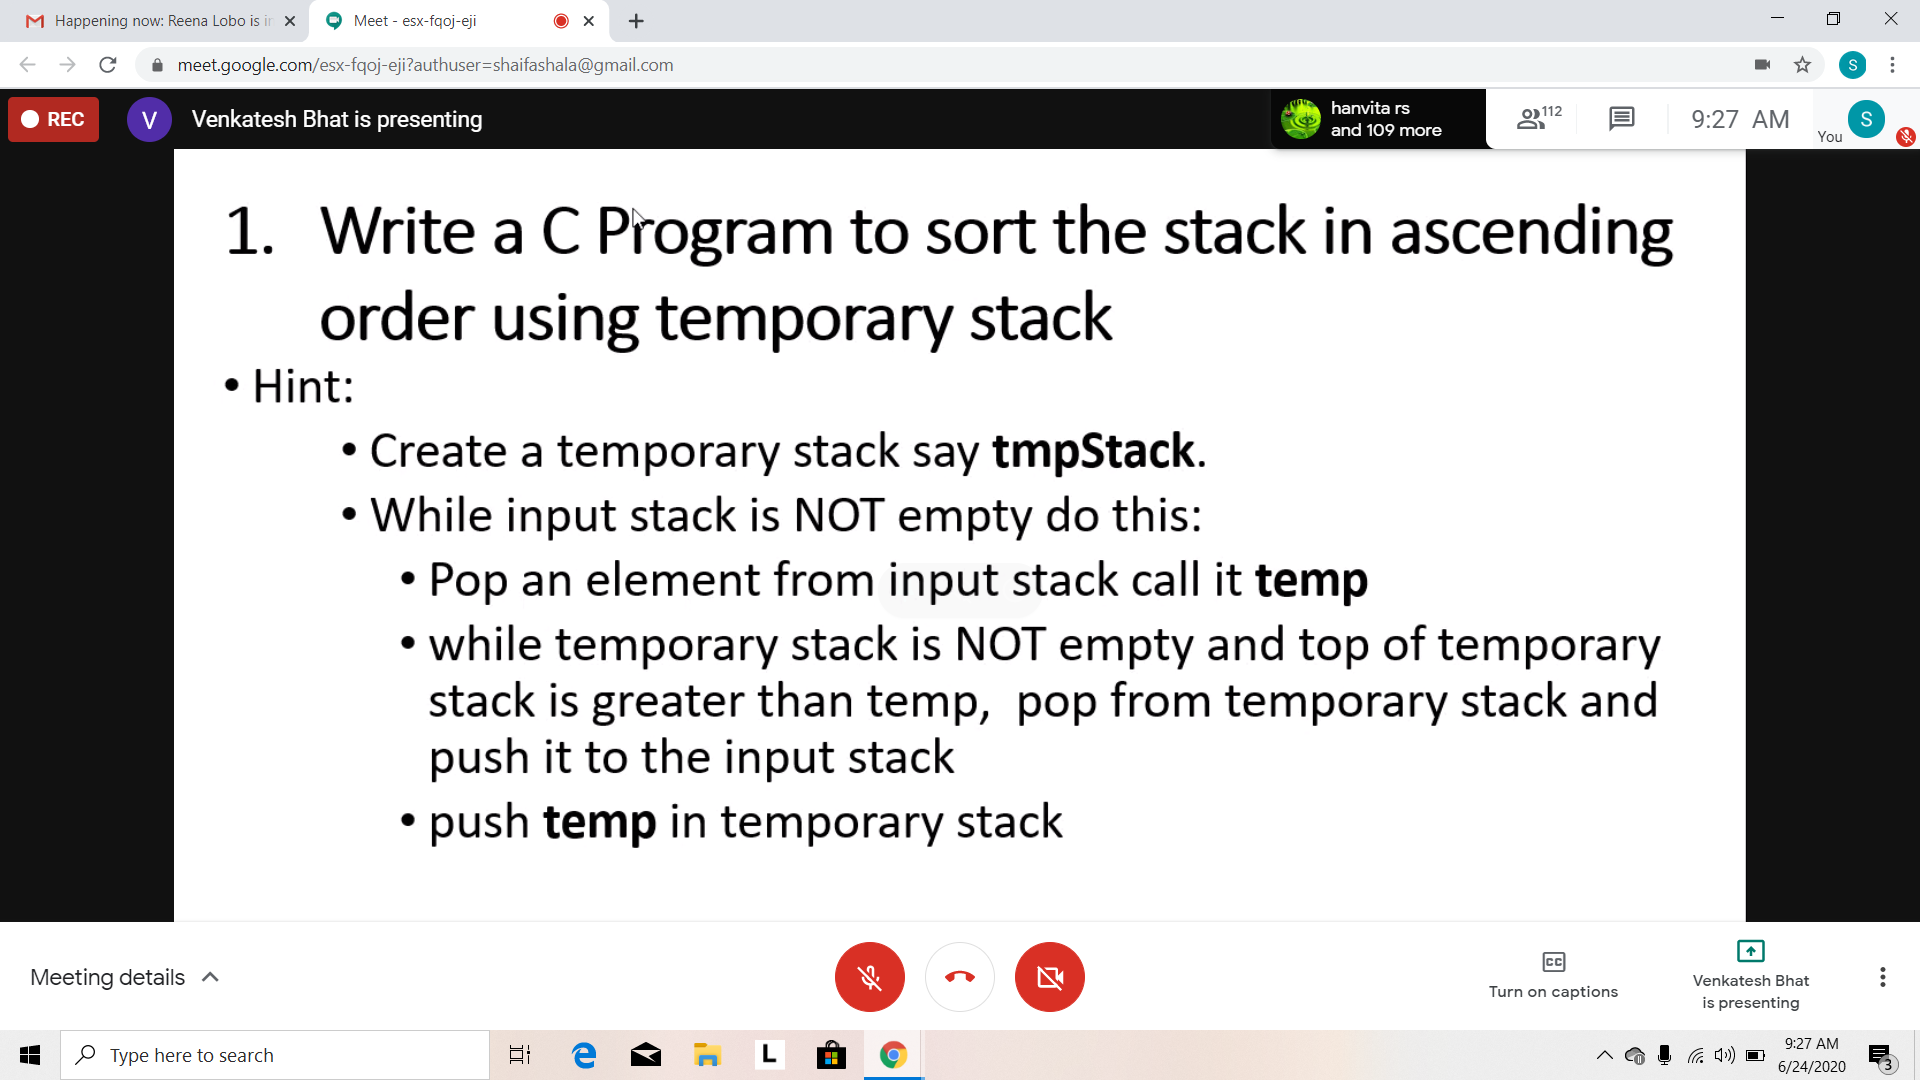 Happening now: Reena Lobo is in
Meet - esx-fqoj-eji
meet.google.com/esx-fqoj-eji?authuser=shaifashala@gmail.com
S
REC
V
Venkatesh Bhat is presenting
hanvita rs
and 109 more
112
9:27 AM
You
S
1. Write a C Program to sort the stack in ascending
order using temporary stack
• Hint:
• Create a temporary stack say tmpStack.
• While input stack is NOT empty do this:
• Pop an element from input stack call it temp
• while temporary stack is NOT empty and top of temporary
stack is greater than temp, pop from temporary stack and
push it to the input stack
• push temp in temporary stack
Meeting details
CC
Turn on captions
Venkatesh Bhat
is presenting
Type here to search
L
9:27 AM
6/24/2020
3